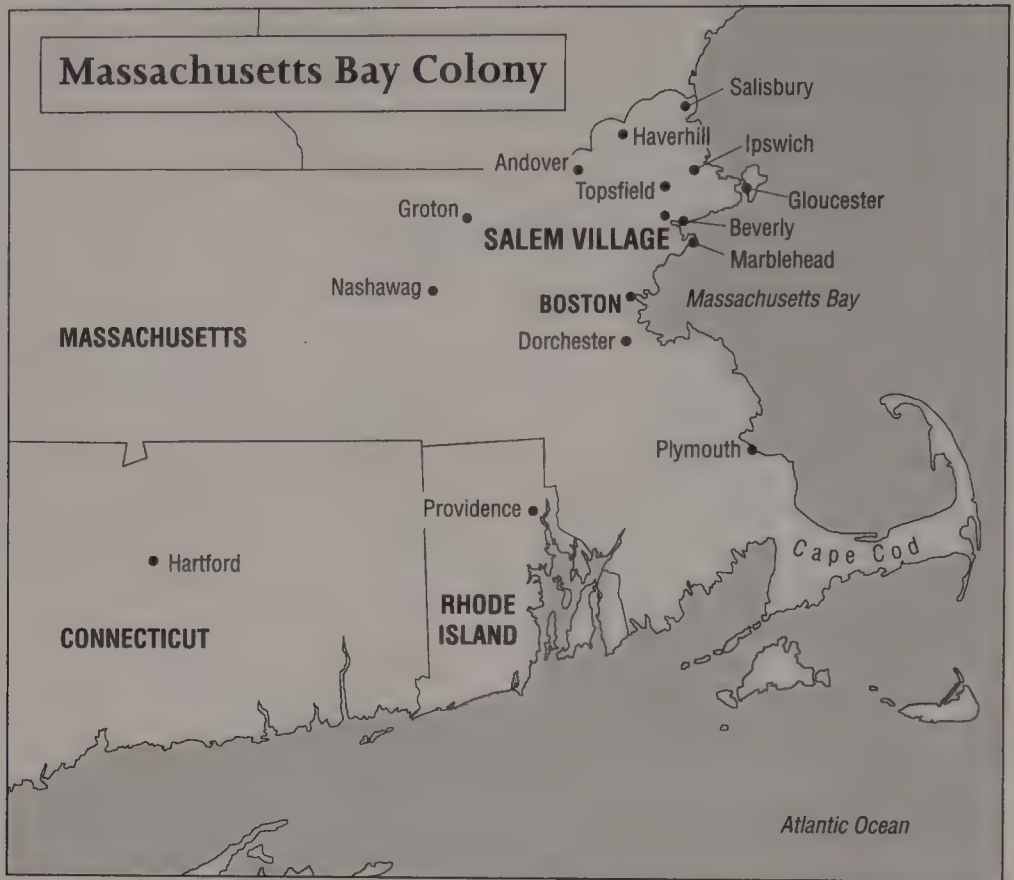 Massachusetts Bay Colony
Salisbury
Haverhill
Ipswich
Andover
Topsfield
Gloucester
Groton
SALEM VILLAGE
Beverly
Marblehead
Nashawag
BOSTON
Massachusetts Bay
MASSACHUSETTS
Dorchester
Plymouth
Providence
Cape Cod
Hartford
RHODE
ISLAND
CONNECTICUT
Atlantic Ocean